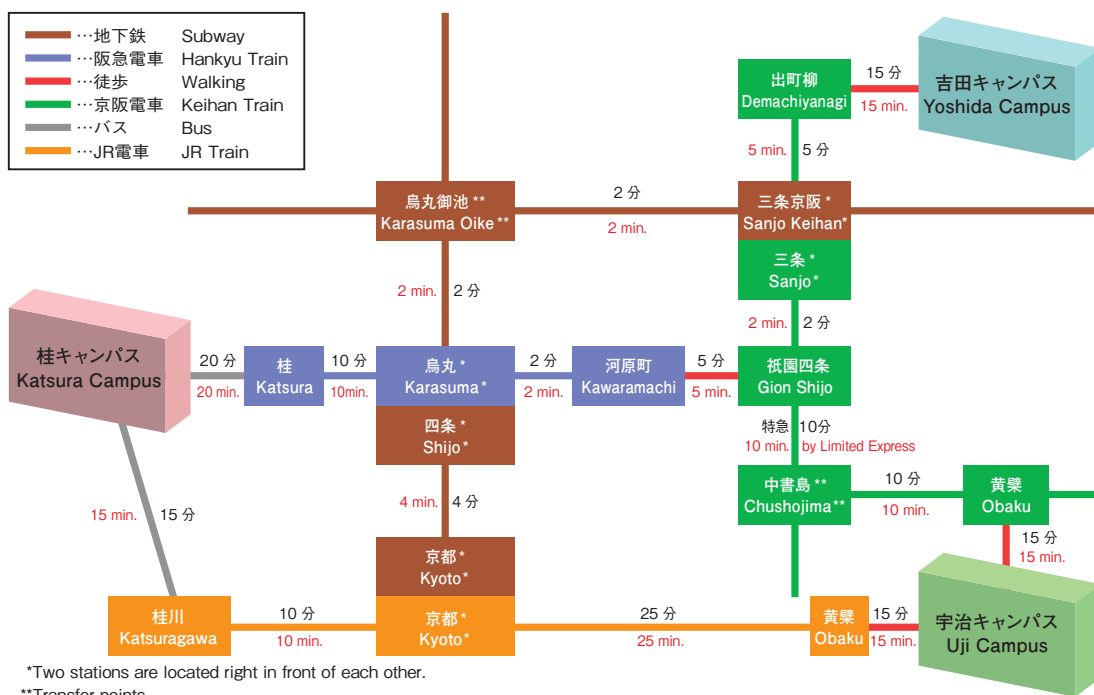 …地下鉄 Subway
…阪急電車 Hankyu Train
…徒歩 Walking
…京阪電車 Keihan Train
…バス Bus
…JR電車 JR Train
出町柳
Demachiyanagi
15 分
15 min.
吉田キャンパス
Yoshida Campus
5 min. 5 分
烏丸御池 **
Karasuma Oike **
2 分
2 min.
三条京阪 *
Sanjo Keihan*
三条 *
Sanjo *
2 min. 2 分
2 min. 2 分
桂キャンパス
Katsura Campus
20 分
20 min.
桂
Katsura
10 分
10min.
烏丸 *
Karasuma *
2 分
2 min.
河原町
Kawaramachi
5 分
5 min.
祇園四条
Gion Shijo
四条 *
Shijo *
特急 10分
10 min. by Limited Express
4 min. 4 分
中書島 **
Chushojima **
10 分
10 min.
黄檗
Obaku
15 min. 15 分
15 分
15 min.
京都 *
Kyoto *
桂川
Katsuragawa
10 分
10 min.
京都 *
Kyoto *
25 分
25 min.
黄檗
Obaku
15 分
15 min.
宇治キャンパス
Uji Campus
*Two stations are located right in front of each other.
**Transfer points